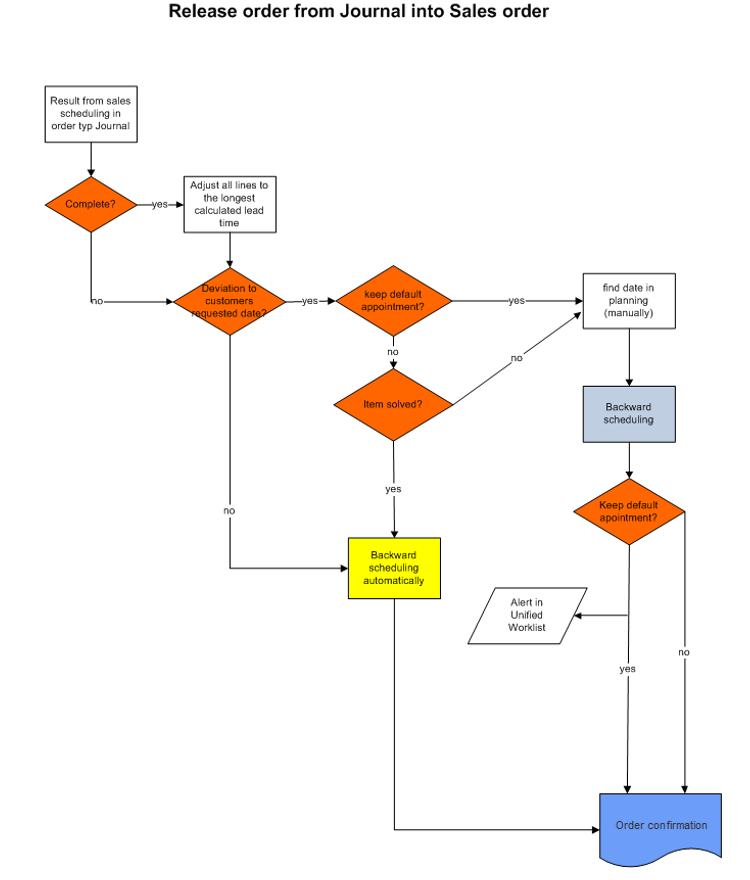 Release order from Journal into Sales order
Result from sales
scheduling in
order typ Journal
Complete?
yes
Adjust all lines to
the longest
calculated lead
time
no
Deviation to
customers
requested date?
yes
keep default
appointment?
yes
find date in
planning
(manually)
no
no
Item solved?
Backward
scheduling
yes
Keep default
apointment?
no
Backward
scheduling
automatically
Alert in
Unified
Worklist
no
yes
Order confirmation